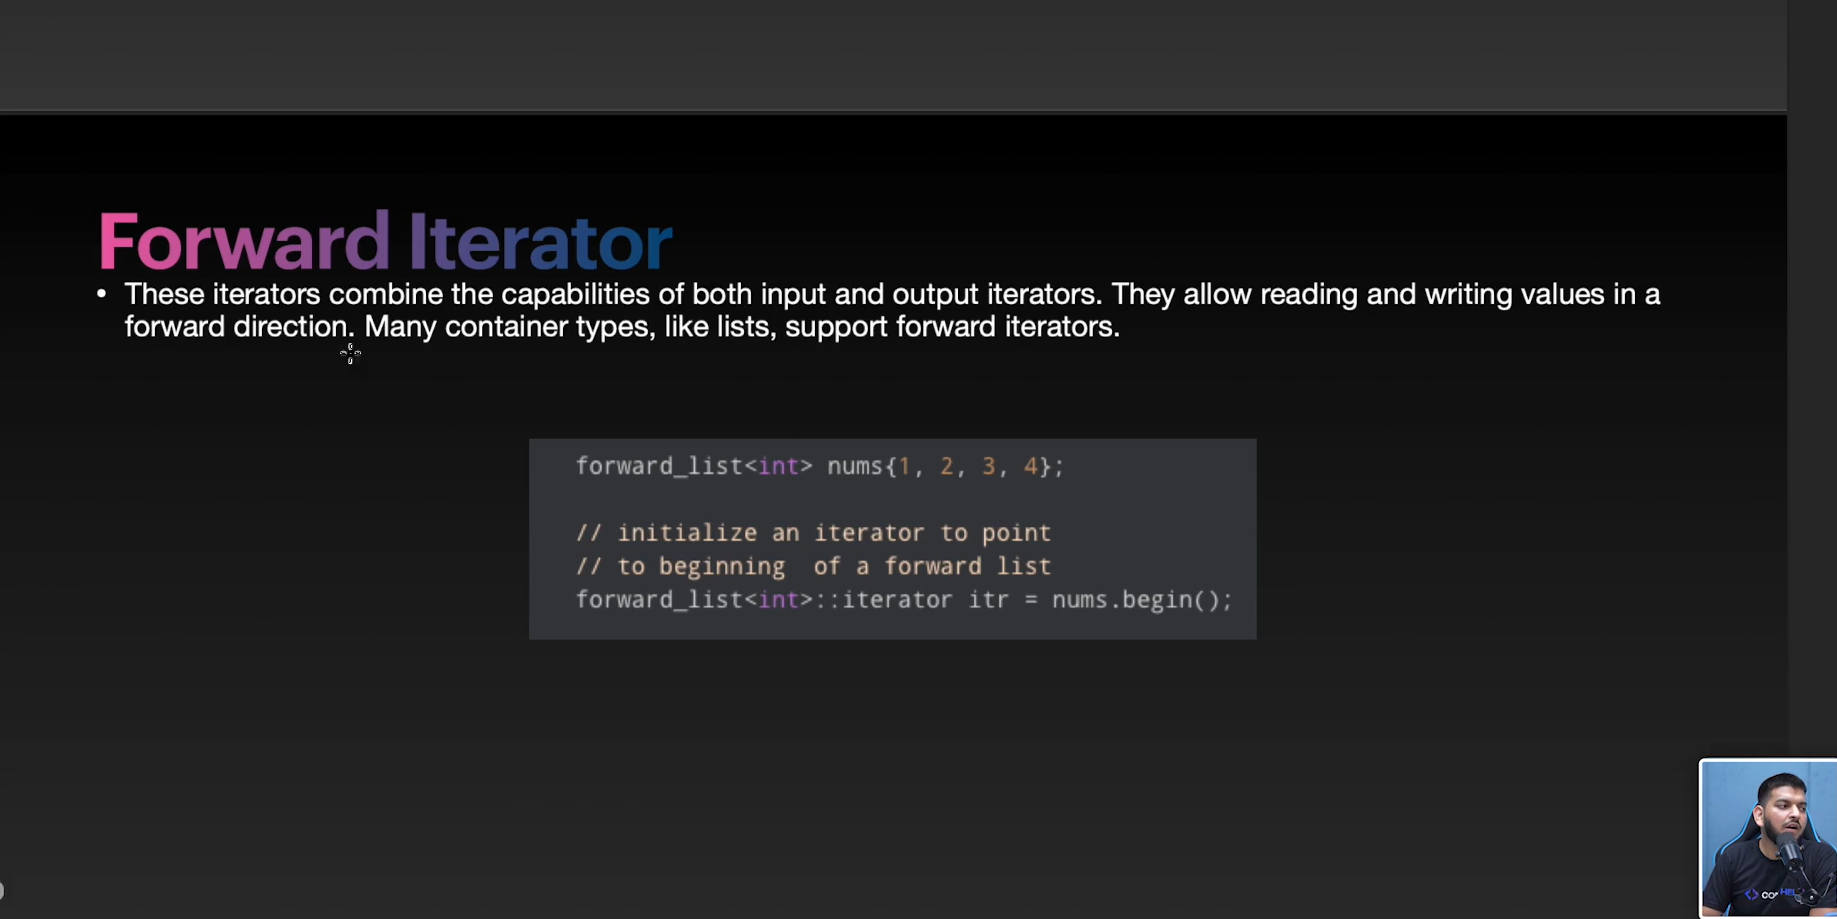 Forward Iterator
• These iterators combine the capabilities of both input and output iterators. They allow reading and writing values in a
forward direction. Many container types, like lists, support forward iterators.
forward_list<int> nums{1, 2, 3, 4};
// initialize an iterator to point
// to beginning  of a forward list
forward_list<int>::iterator itr = nums.begin();